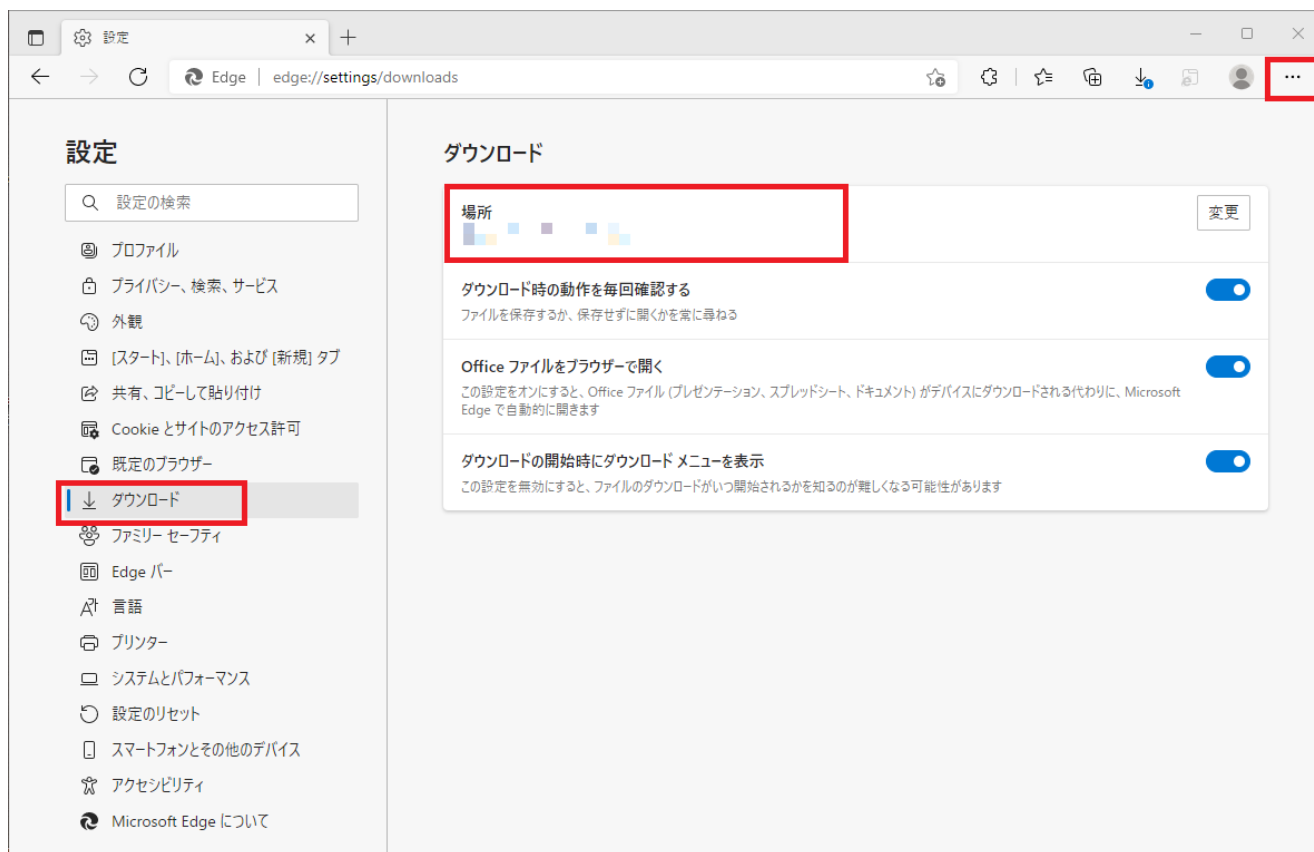 設定
Edge | edge://settings/downloads
設定
設定の検索
プロファイル
プライバシー、検索、サービス
外観
[スタート]、[ホーム]、および [新規] タブ
共有、コピーして貼り付け
Cookie とサイトのアクセス許可
既定のブラウザー
ダウンロード
ファミリー セーフティ
Edge バー
言語
プリンター
システムとパフォーマンス
設定のリセット
スマートフォンとその他のデバイス
アクセシビリティ
Microsoft Edge について
ダウンロード
場所
変更
ダウンロード時の動作を毎回確認する
ファイルを保存するか、保存せずに開くかを常に尋ねる
Office ファイルをブラウザーで開く
この設定をオンにすると、Office ファイル (プレゼンテーション、スプレッドシート、ドキュメント) がデバイスにダウンロードされる代わりに、Microsoft
Edge で自動的に開きます
ダウンロードの開始時にダウンロード メニューを表示
この設定を無効にすると、ファイルのダウンロードがいつ開始されるかを知るのが難しくなる可能性があります